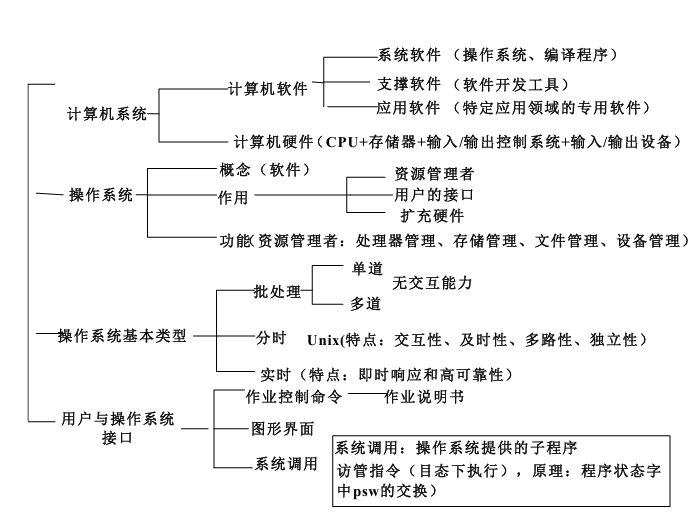 系统软件 （操作系统、编译程序）
计算机软件
支撑软件（软件开发工具）
应用软件（特定应用领域的专用软件）
计算机系统
计算机硬件（CPU+存储器+输入/输出控制系统+输入/输出设备）
操作系统
概念（软件）
作用
资源管理者
用户的接口
扩充硬件
功能(资源管理者：处理器管理、存储管理、文件管理、设备管理)
操作系统基本类型
批处理
单道
多道
无交互能力
分时 Unix(特点：交互性、及时性、多路性、独立性）
实时（特点：即时响应和高可靠性）
用户与操作系统
接口
作业控制命令 作业说明书
图形界面
系统调用
系统调用：操作系统提供的子程序
访管指令（目态下执行），原理：程序状态字
中psw的交换）